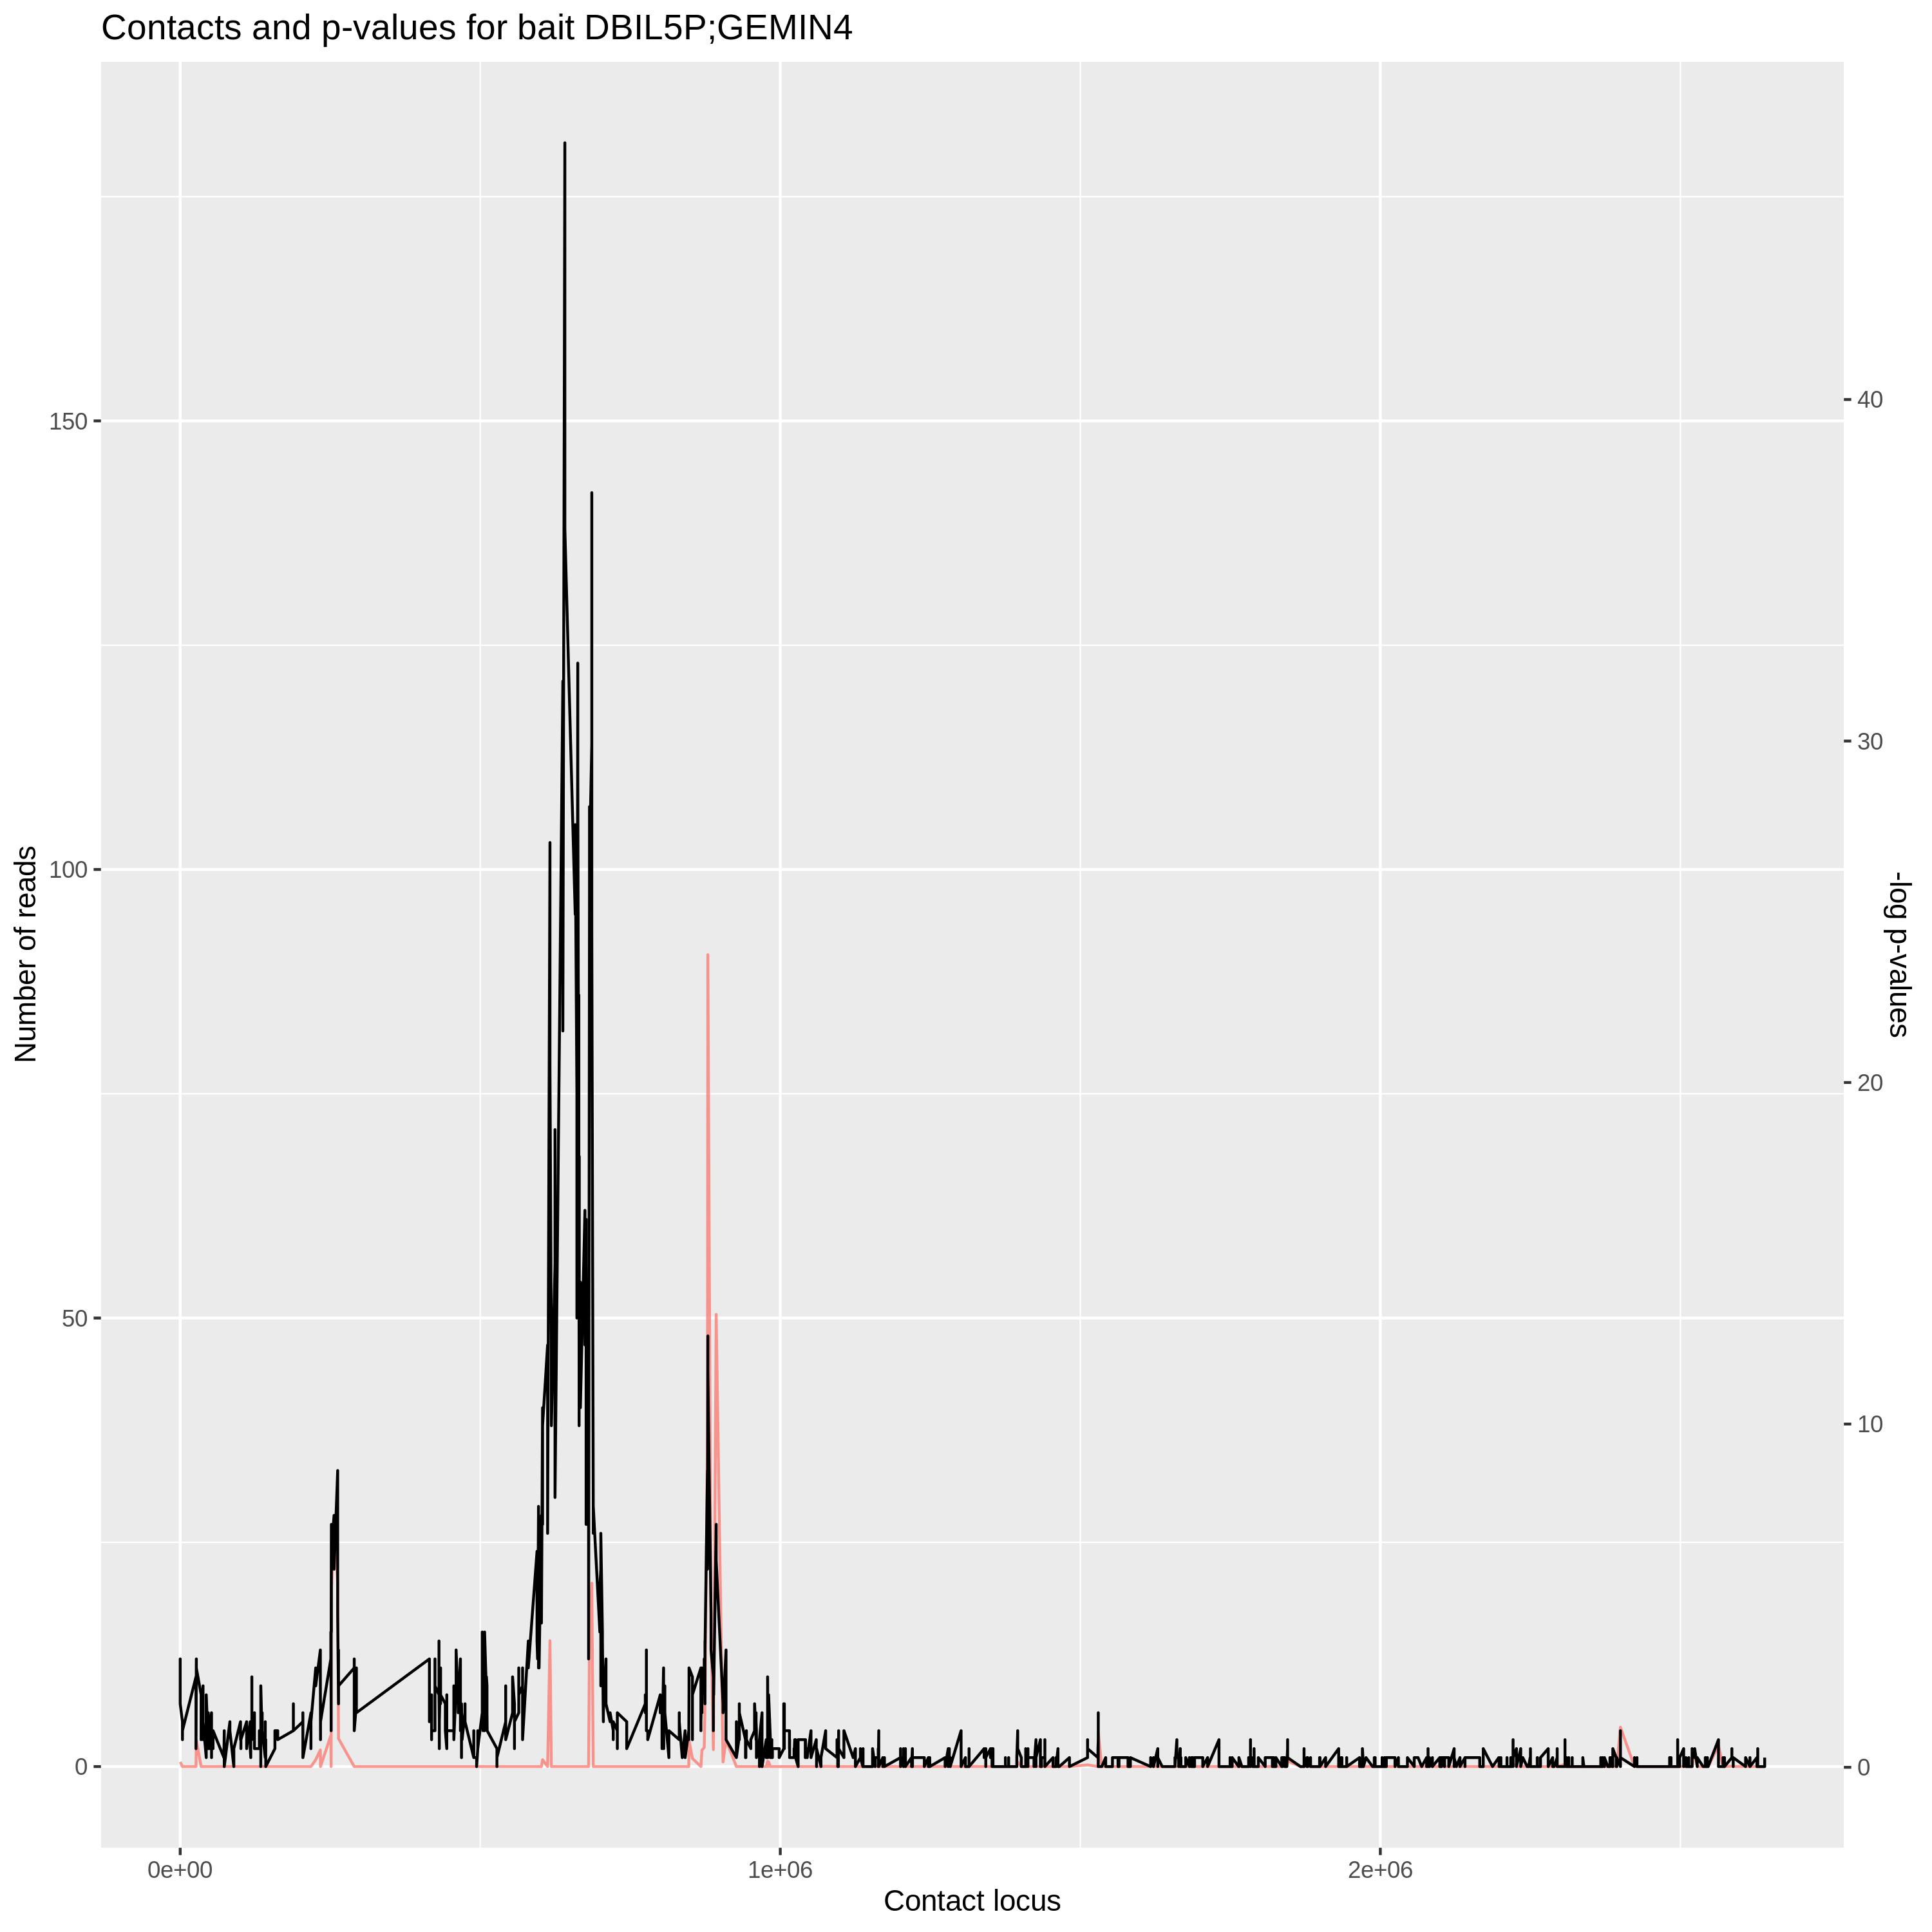 Contacts and p-values for bait DBIL5P;GEMIN4
Number of reads
150
100
50
0
40
30
20
10
0
-log p-values
0e+00
1e+06
2e+06
Contact locus